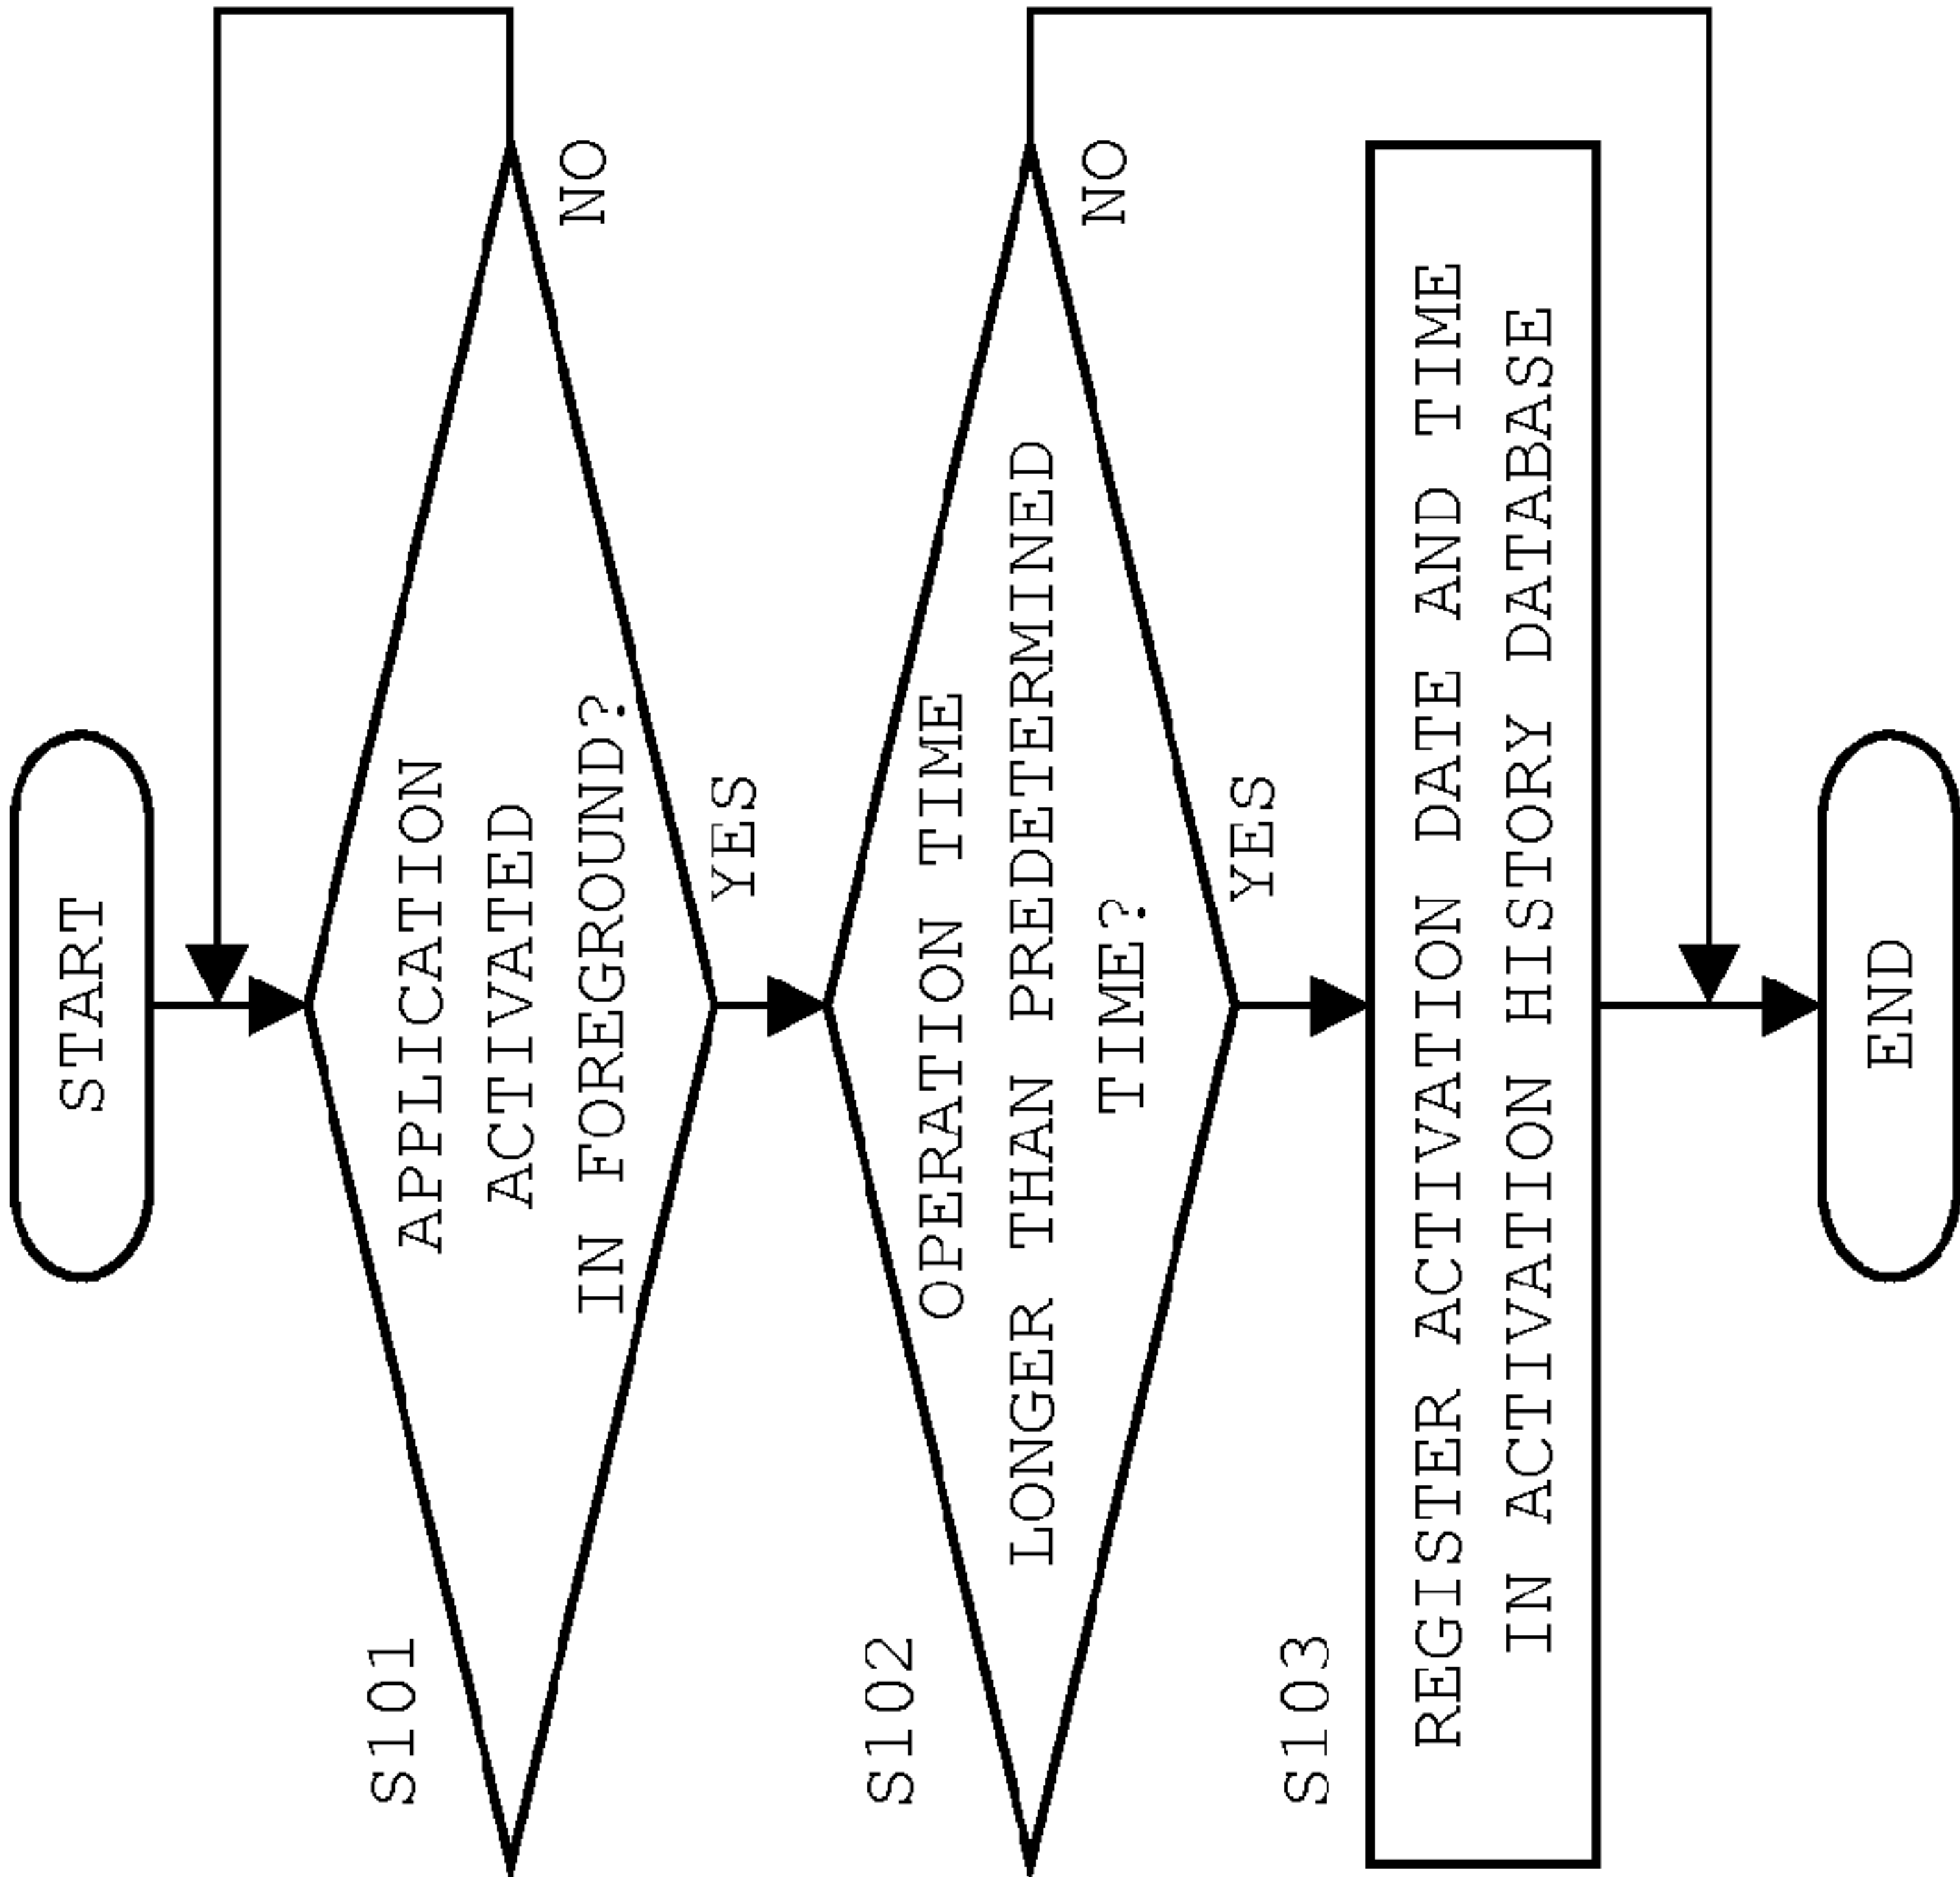 START
S101
APPLICATION
ACTIVATED
IN FOREGROUND?
NO
YES
S102
OPERATION TIME
LONGER THAN PREDETERMINED
TIME?
NO
YES
S103
REGISTER ACTIVATION DATE AND TIME
IN ACTIVATION HISTORY DATABASE
END